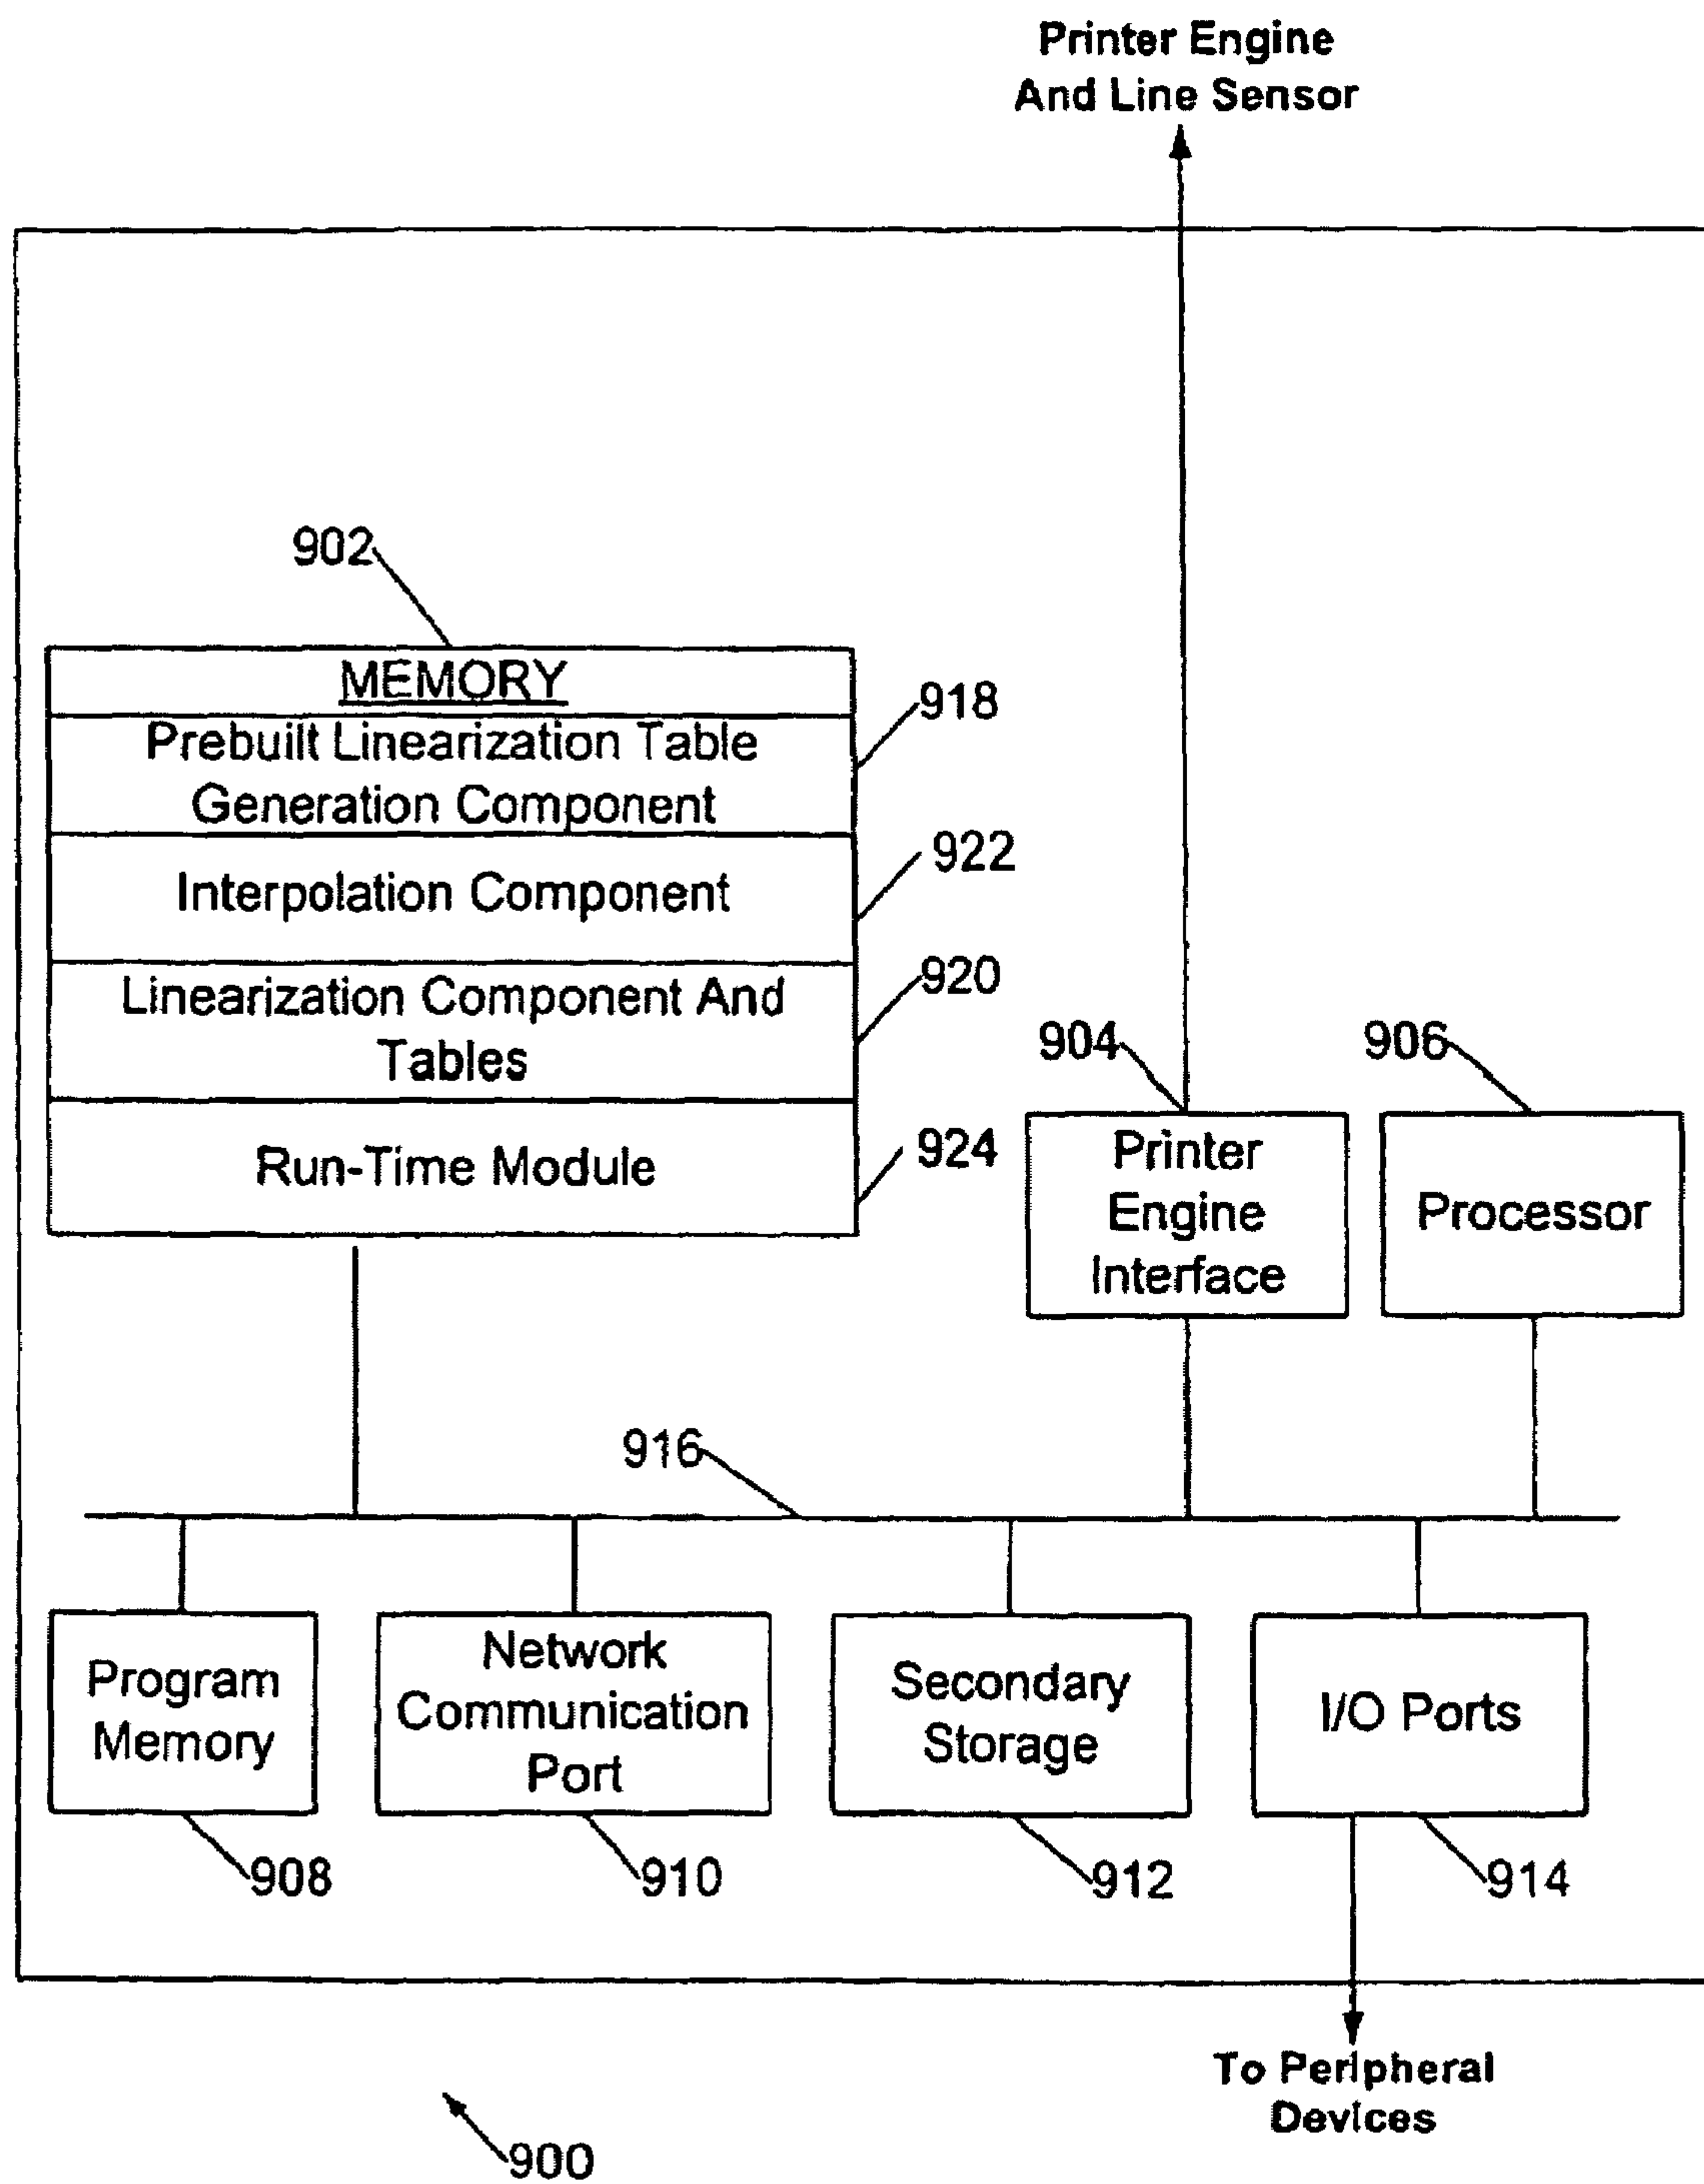 Printer Engine
And Line Sensor
902
MEMORY
918
Prebuilt Linearization Table
Generation Component
922
Interpolation Component
920
Linearization Component And
Tables
924
Run-Time Module
904
906
Printer
Engine
Interface
Processor
916
Program
Memory
Network
Communication
Port
Secondary
Storage
I/O Ports
908
910
912
914
To Peripheral
Devices
900